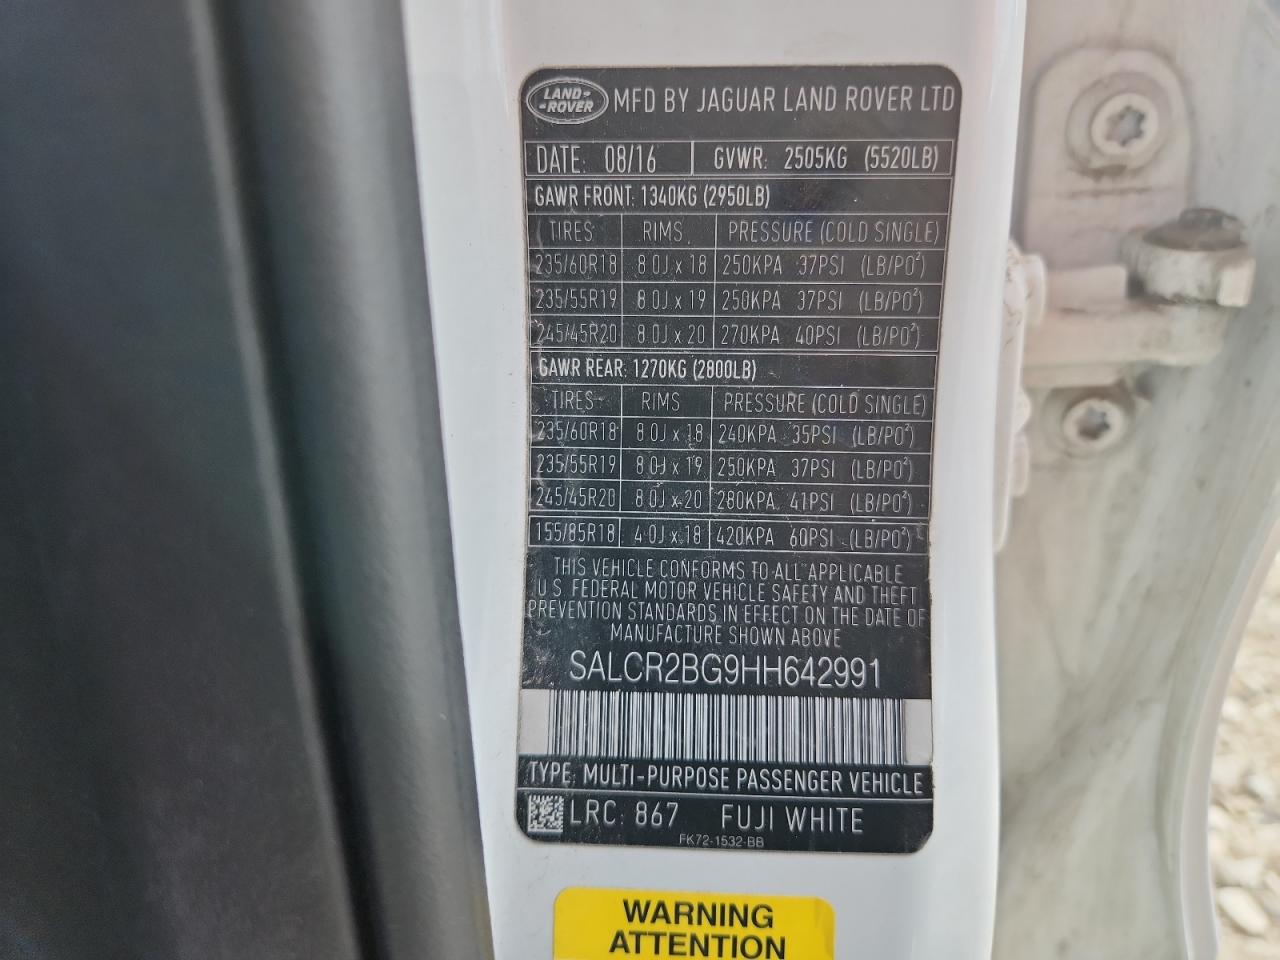 LAND-
-ROVER
MFD BY JAGUAR LAND ROVER LTD
DATE: 08/16 GVWR: 2505KG (5520LB)
GAWR FRONT: 1340KG (2950LB)
TIRES RIMS PRESSURE (COLD SINGLE)
235/60R18 8.0J x 18 250KPA 37PSI (LB/PO²)
235/55R19 8.0J x 19 250KPA 37PSI (LB/PO²)
245/45R20 8.0J x 20 270KPA 40PSI (LB/PO²)
GAWR REAR: 1270KG (2800LB)
TIRES RIMS PRESSURE (COLD SINGLE)
235/60R18 8.0J x 18 240KPA 35PSI (LB/PO²)
235/55R19 8.0J x 19 250KPA 37PSI (LB/PO²)
245/45R20 8.0J x 20 280KPA 41PSI (LB/PO²)
155/85R18 4.0J x 18 420KPA 60PSI (LB/PO²)
THIS VEHICLE CONFORMS TO ALL APPLICABLE
U.S. FEDERAL MOTOR VEHICLE SAFETY AND THEFT
PREVENTION STANDARDS IN EFFECT ON THE DATE OF
MANUFACTURE SHOWN ABOVE
SALCR2BG9HH642991
TYPE: MULTI-PURPOSE PASSENGER VEHICLE
LRC: 867 FUJI WHITE
FK72-1532-BB
WARNING
ATTENTION